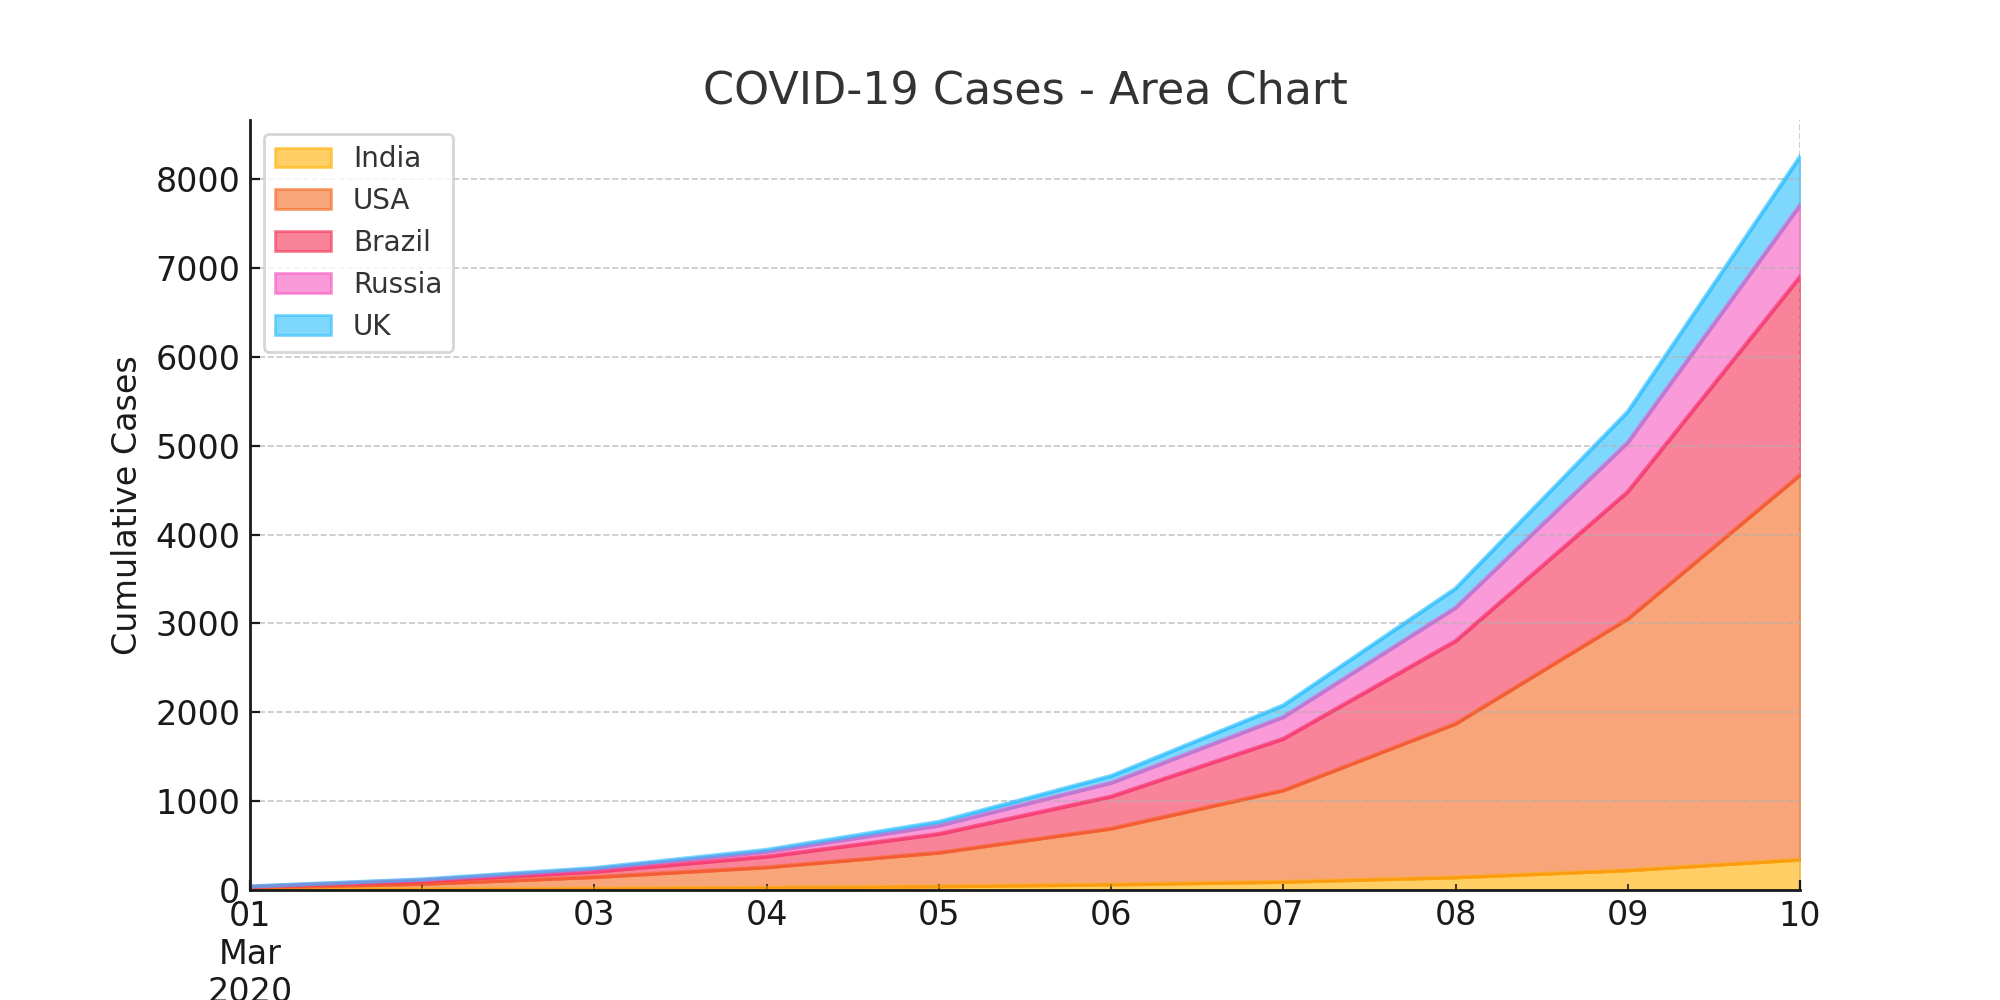 COVID-19 Cases - Area Chart
India
USA
Brazil
Russia
UK
Cumulative Cases
8000
7000
6000
5000
4000
3000
2000
1000
0
01 02 03 04 05 06 07 08 09 10
Mar
2020